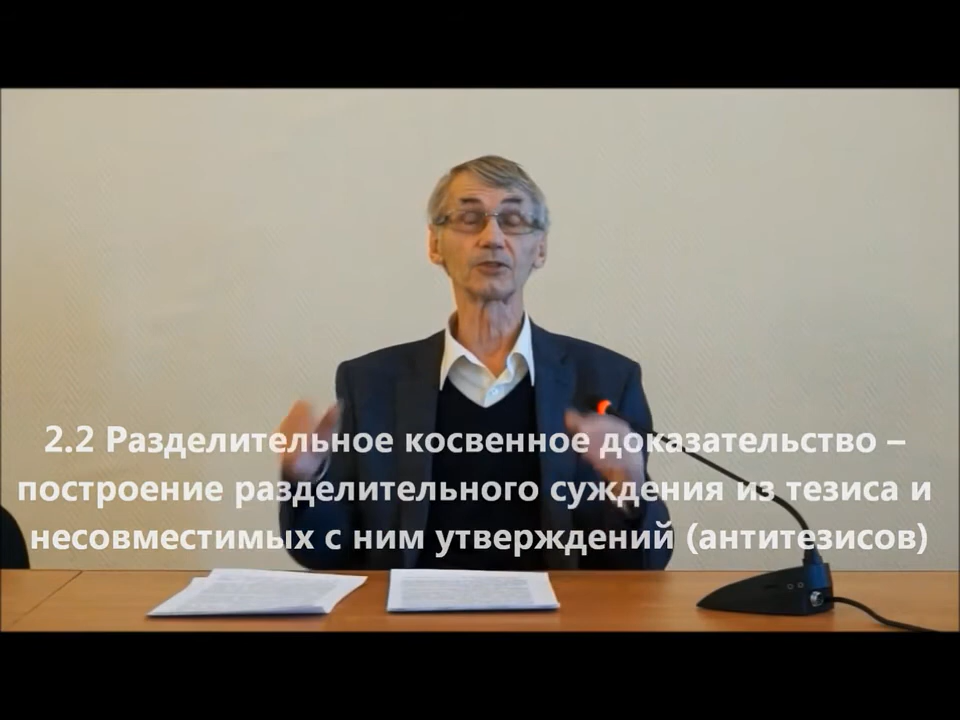 2.2 Разделительное косвенное доказательство –
построение разделительного суждения из тезиса и
несовместимых с ним утверждений (антитезисов)